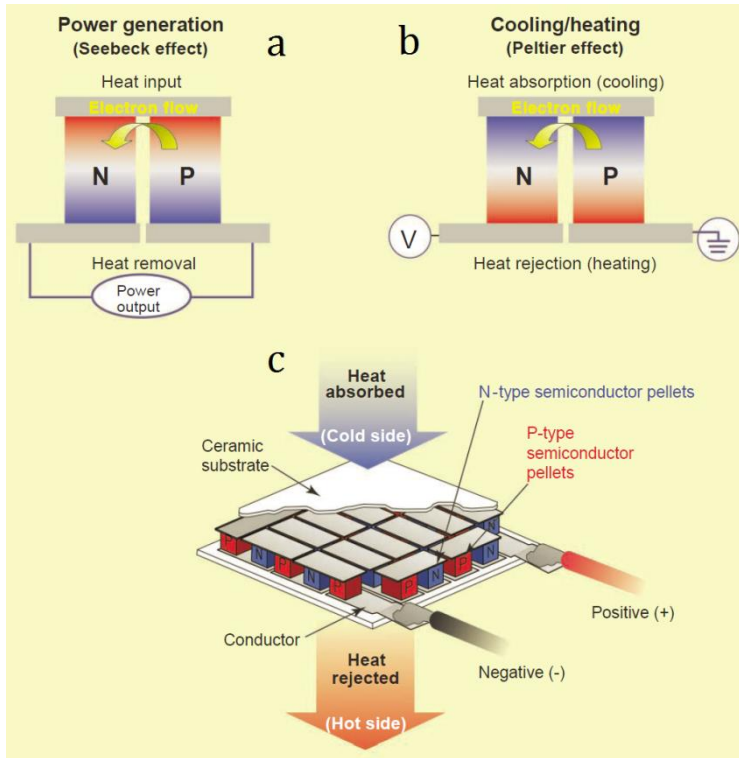 Power generation
(Seebeck effect)
a
Heat input
Electron flow
N
P
Heat removal
Power
output
b
Cooling/heating
(Peltier effect)
Heat absorption (cooling)
Electron flow
N
P
V
Heat rejection (heating)
c
Heat
absorbed
(Cold side)
N-type semiconductor pellets
P-type
semiconductor
pellets
Ceramic
substrate
P
N
P
N
P
P
N
P
N
N
Positive (+)
Conductor
Negative (-)
Heat
rejected
(Hot side)